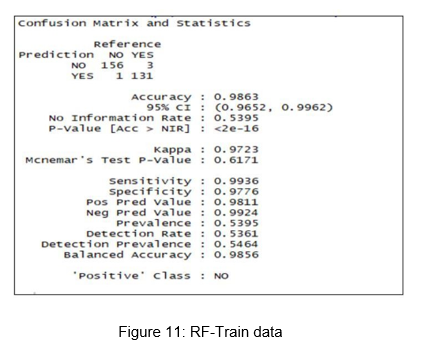 Confusion Matrix and Statistics
Reference
Prediction NO YES
NO 156 3
YES 1 131
Accuracy : 0.9863
95% CI : (0.9652, 0.9962)
No Information Rate : 0.5395
P-Value [Acc > NIR] : <2e-16
Kappa : 0.9723
Mcnemar's Test P-Value : 0.6171
Sensitivity : 0.9936
Specificity : 0.9776
Pos Pred Value : 0.9811
Neg Pred Value : 0.9924
Prevalence : 0.5395
Detection Rate : 0.5361
Detection Prevalence : 0.5464
Balanced Accuracy : 0.9856
'Positive' Class : NO
Figure 11: RF-Train data